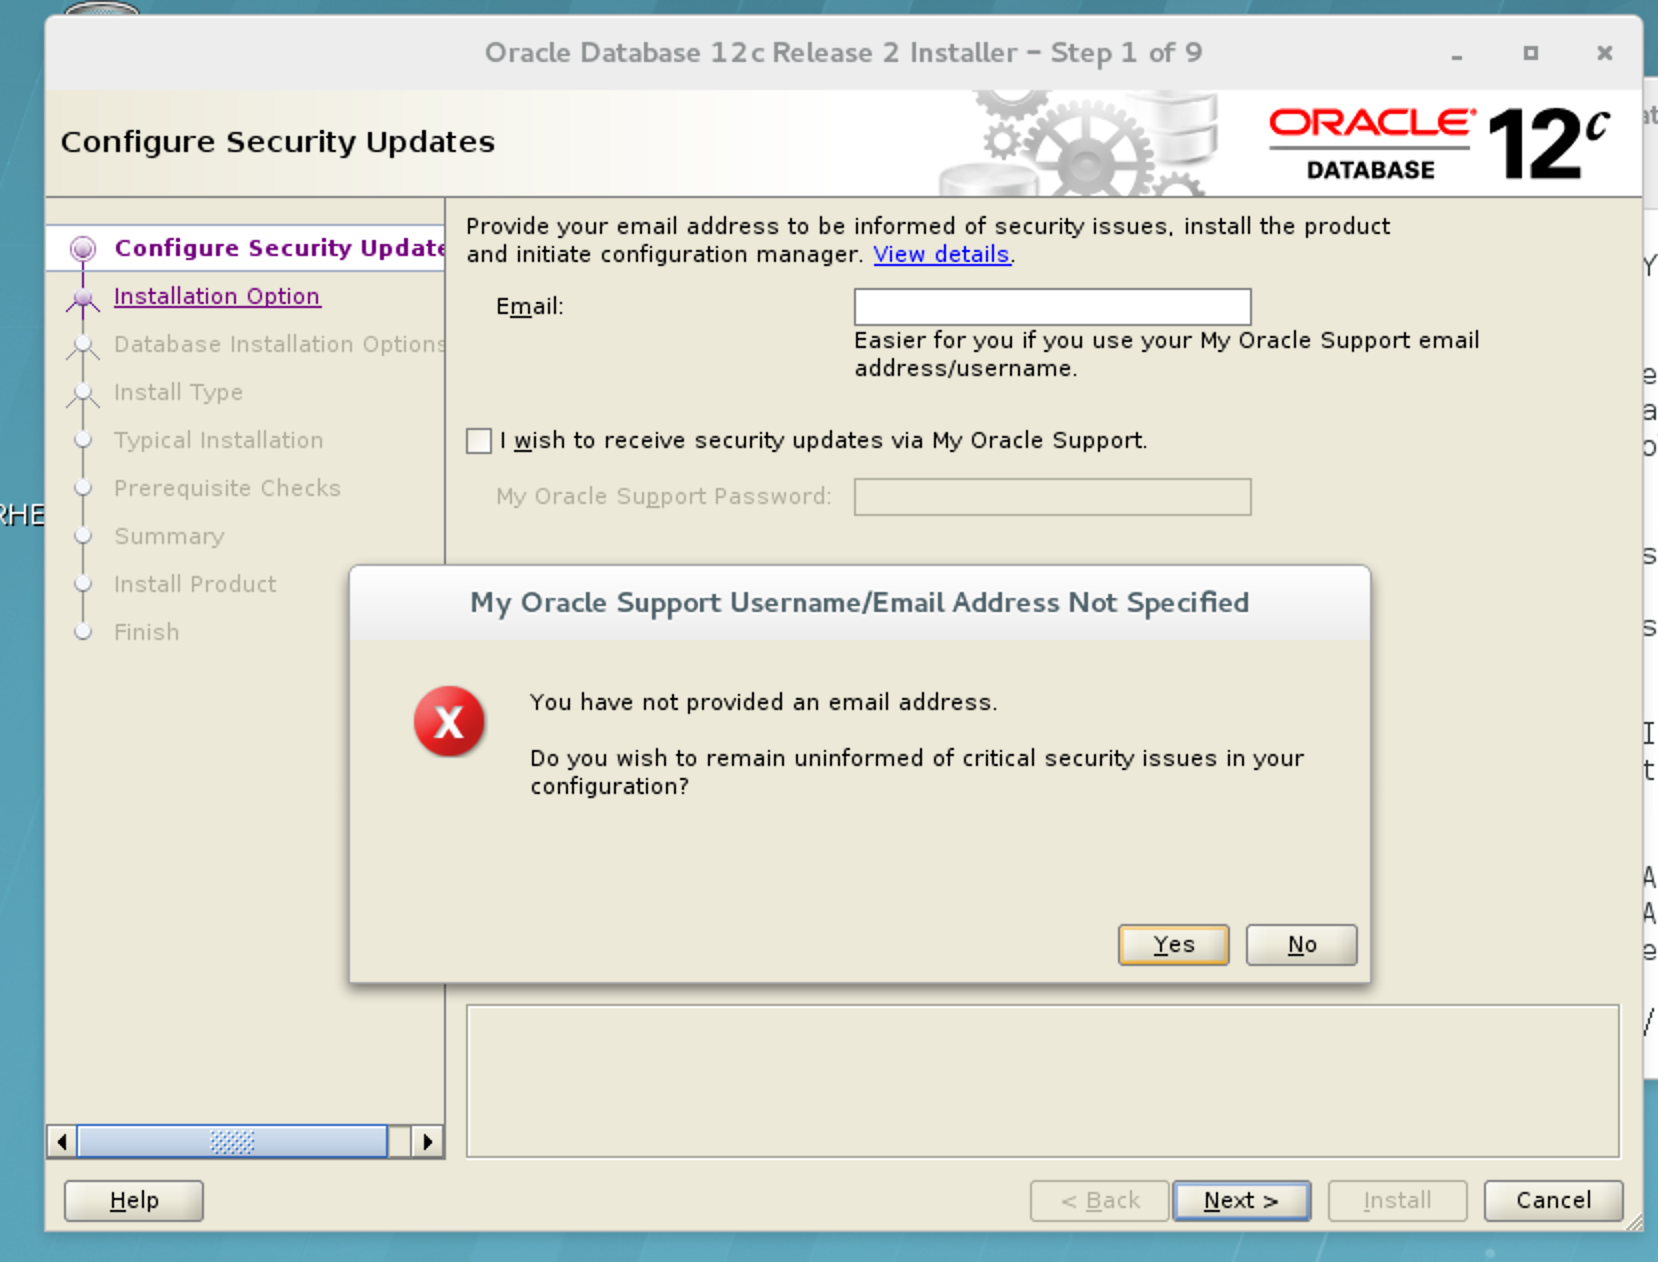 Oracle Database 12c Release 2 Installer – Step 1 of 9
Configure Security Updates
ORACLE
DATABASE
12c
Configure Security Update
Installation Option
Database Installation Options
Install Type
Typical Installation
Prerequisite Checks
Summary
Install Product
Finish
Provide your email address to be informed of security issues, install the product
and initiate configuration manager. View details.
Email:
Easier for you if you use your My Oracle Support email
address/username.
I wish to receive security updates via My Oracle Support.
My Oracle Support Password:
My Oracle Support Username/Email Address Not Specified
X
You have not provided an email address.
Do you wish to remain uninformed of critical security issues in your
configuration?
Yes
No
Help
< Back
Next >
Install
Cancel
RHE